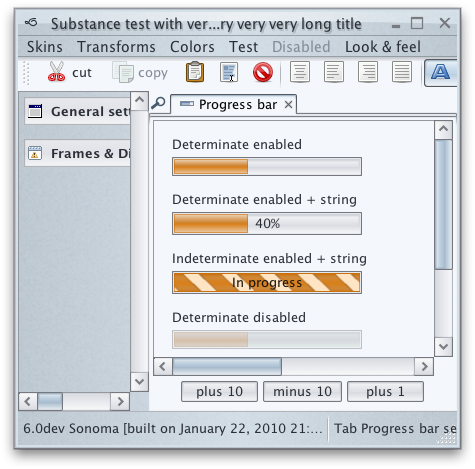 Substance test with ver...ry very very long title
Skins Transforms Colors Test Disabled Look & feel
cut copy
General set
Frames & Di
Progress bar
Determinate enabled
Determinate enabled + string
40%
Indeterminate enabled + string
In progress
Determinate disabled
plus 10 minus 10 plus 1
6.0dev Sonoma [built on January 22, 2010 21:... Tab Progress bar se